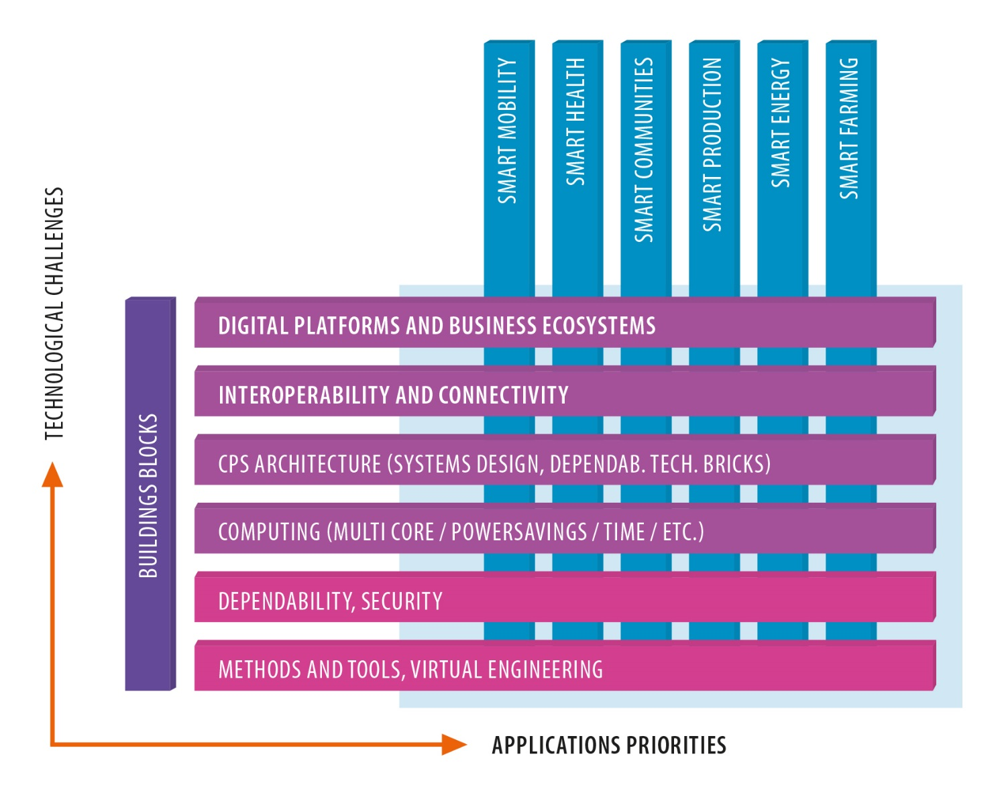 SMART MOBILITY
SMART HEALTH
SMART COMMUNITIES
SMART PRODUCTION
SMART ENERGY
SMART FARMING
TECHNOLOGICAL CHALLENGES
BUILDINGS BLOCKS
DIGITAL PLATFORMS AND BUSINESS ECOSYSTEMS
INTEROPERABILITY AND CONNECTIVITY
CPS ARCHITECTURE (SYSTEMS DESIGN, DEPENDAB. TECH. BRICKS)
COMPUTING (MULTI CORE / POWERSAVINGS / TIME / ETC.)
DEPENDABILITY, SECURITY
METHODS AND TOOLS, VIRTUAL ENGINEERING
APPLICATIONS PRIORITIES